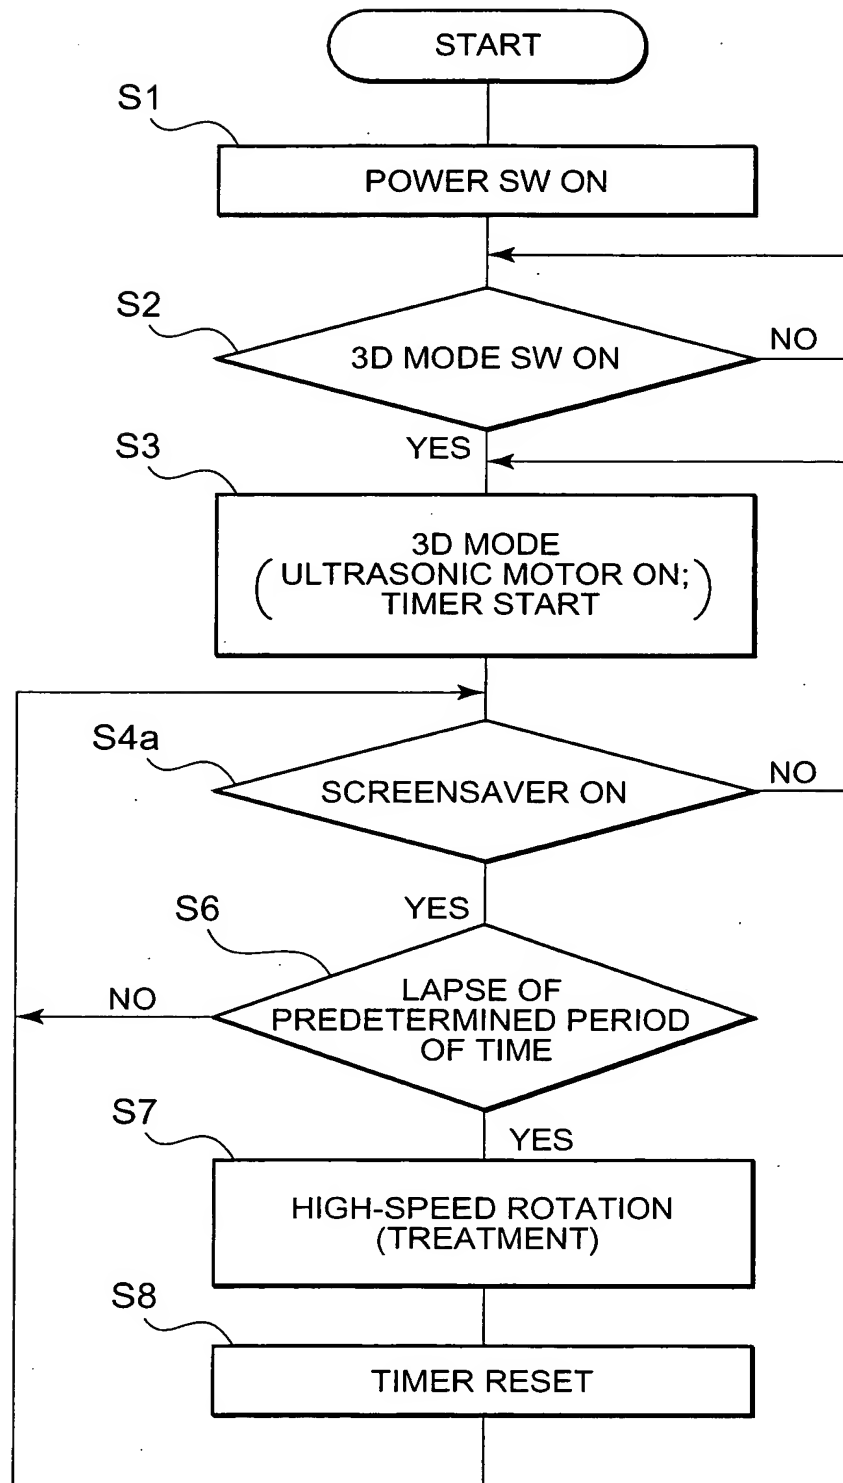 START
S1
POWER SW ON
S2
3D MODE SW ON
NO
YES
S3
3D MODE
(ULTRASONIC MOTOR ON;
TIMER START)
S4a
SCREENSAVER ON
NO
YES
S6
LAPSE OF
PREDETERMINED PERIOD
OF TIME
NO
YES
S7
HIGH-SPEED ROTATION
(TREATMENT)
S8
TIMER RESET